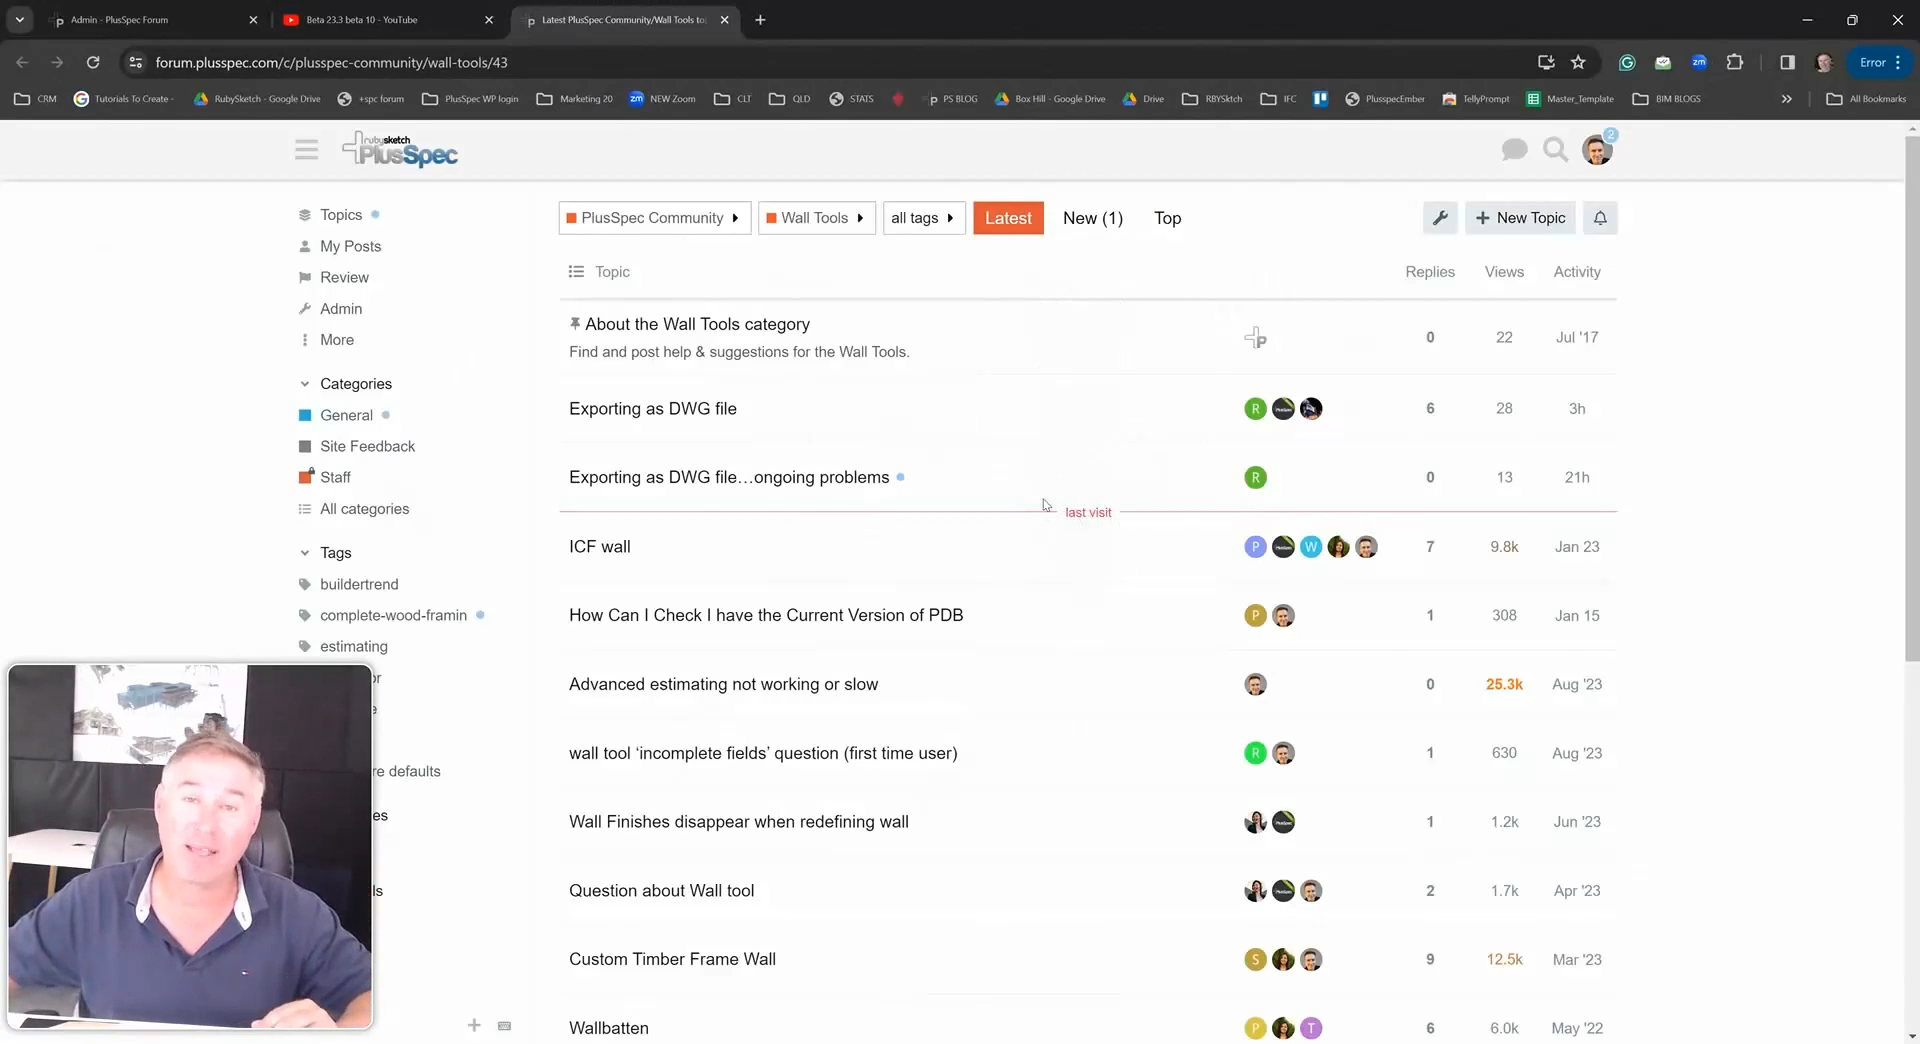 Admin - PlusSpec Forum
Beta 23.3 beta 10 - YouTube
Latest PlusSpec Community/Wall Tools to
forum.plusspec.com/c/plusspec-community/wall-tools/43
Error
CRM
Tutorials To Create -
RubySketch - Google Drive
+spc forum
PlusSpec WP login
Marketing 20
zm NEW Zoom
CLT
QLD
STATS
PS BLOG
Box Hill - Google Drive
Drive
RBYSktch
IFC
PlusspecEmber
TellyPrompt
Master_Template
BIM BLOGS
All Bookmarks
rubysketch
PlusSpec
2
Topics
My Posts
Review
Admin
More
Categories
General
Site Feedback
Staff
All categories
Tags
buildertrend
complete-wood-framin
estimating
or
e
re defaults
es
ls
PlusSpec Community
Wall Tools
all tags
Latest
New (1)
Top
+ New Topic
Topic Replies Views Activity
About the Wall Tools category 0 22 Jul '17
Find and post help & suggestions for the Wall Tools.
Exporting as DWG file R 6 28 3h
Exporting as DWG file…ongoing problems R 0 13 21h
last visit
ICF wall P W 7 9.8k Jan 23
How Can I Check I have the Current Version of PDB P 1 308 Jan 15
Advanced estimating not working or slow 0 25.3k Aug '23
wall tool ‘incomplete fields’ question (first time user) R 1 630 Aug '23
Wall Finishes disappear when redefining wall 1 1.2k Jun '23
Question about Wall tool 2 1.7k Apr '23
Custom Timber Frame Wall S 9 12.5k Mar '23
Wallbatten P T 6 6.0k May '22